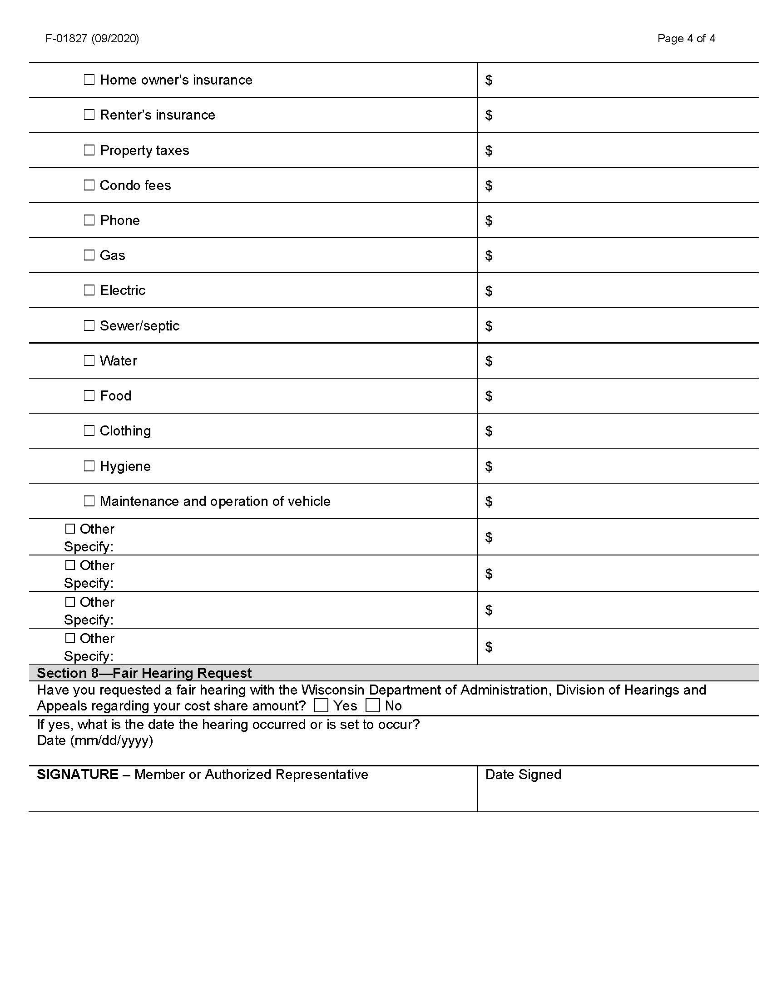 F-01827 (09/2020) Page 4 of 4
☐ Home owner’s insurance $
☐ Renter’s insurance $
☐ Property taxes $
☐ Condo fees $
☐ Phone $
☐ Gas $
☐ Electric $
☐ Sewer/septic $
☐ Water $
☐ Food $
☐ Clothing $
☐ Hygiene $
☐ Maintenance and operation of vehicle $
☐ Other
Specify: $
☐ Other
Specify: $
☐ Other
Specify: $
☐ Other
Specify: $
Section 8—Fair Hearing Request
Have you requested a fair hearing with the Wisconsin Department of Administration, Division of Hearings and
Appeals regarding your cost share amount? ☐ Yes ☐ No
If yes, what is the date the hearing occurred or is set to occur?
Date (mm/dd/yyyy)
SIGNATURE – Member or Authorized Representative Date Signed